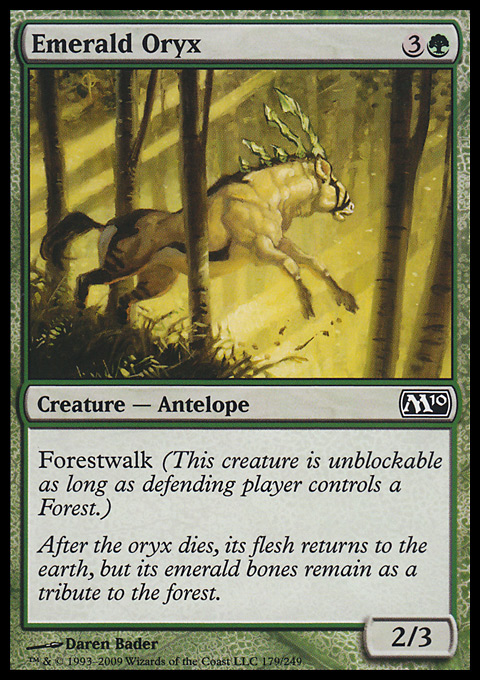 Emerald Oryx 3
Creature — Antelope M10
Forestwalk (This creature is unblockable
as long as defending player controls a
Forest.)
After the oryx dies, its flesh returns to the
earth, but its emerald bones remain as a
tribute to the forest.
Daren Bader
™ & © 1993–2009 Wizards of the Coast LLC 179/249
2/3